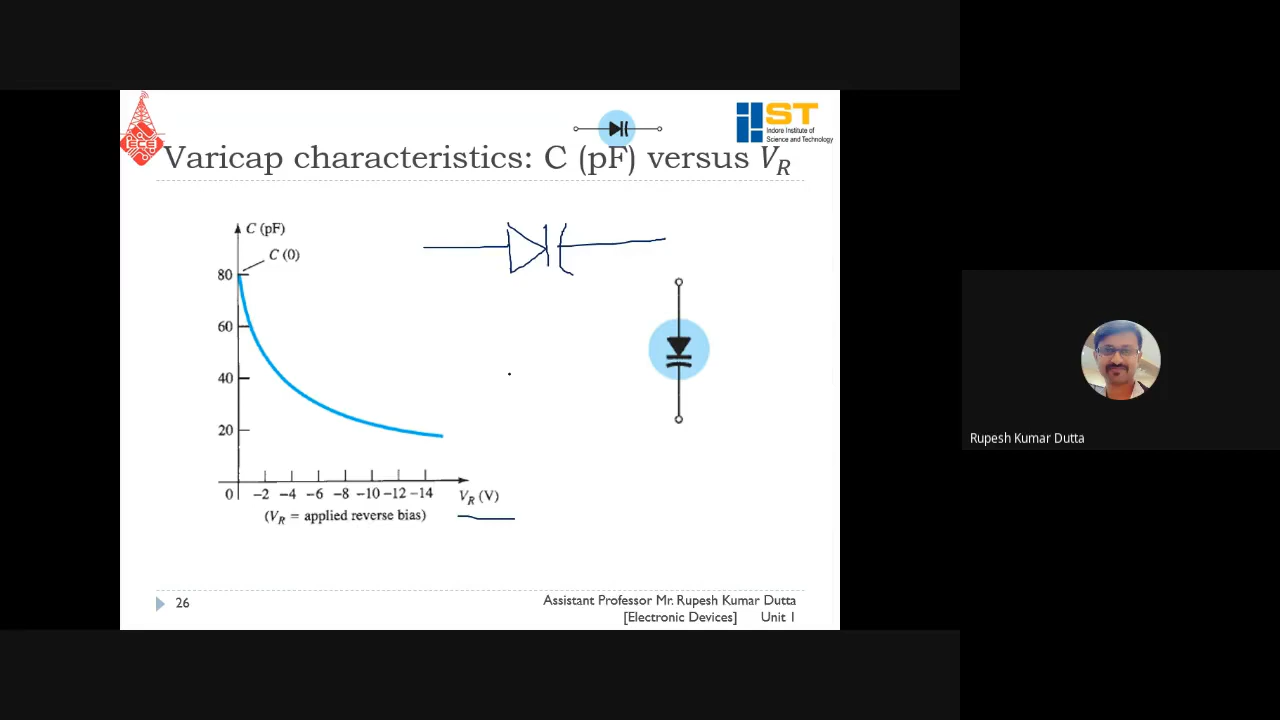 ECE
IST
Indore Institute of
Science and Technology
Varicap characteristics: C (pF) versus V_R
C (pF)
C (0)
80
60
40
20
0 −2 −4 −6 −8 −10 −12 −14 V_R (V)
(V_R = applied reverse bias)
Rupesh Kumar Dutta
26
Assistant Professor Mr. Rupesh Kumar Dutta
[Electronic Devices] Unit 1